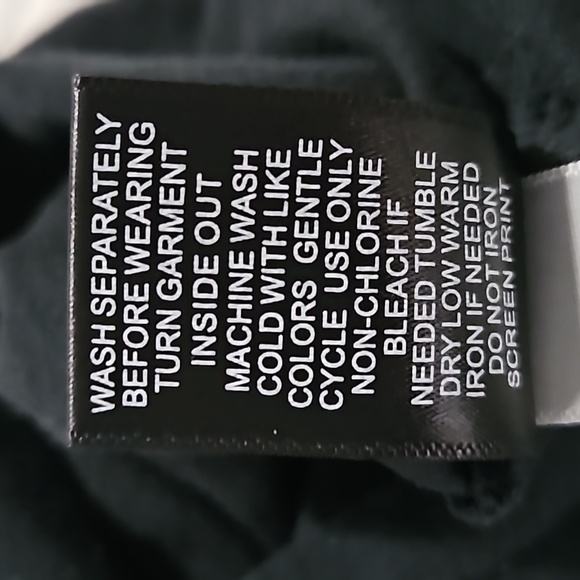 WASH SEPARATELY
BEFORE WEARING
TURN GARMENT
INSIDE OUT
MACHINE WASH
COLD WITH LIKE
COLORS GENTLE
CYCLE USE ONLY
NON-CHLORINE
BLEACH IF
NEEDED TUMBLE
DRY LOW WARM
IRON IF NEEDED
DO NOT IRON
SCREEN PRINT